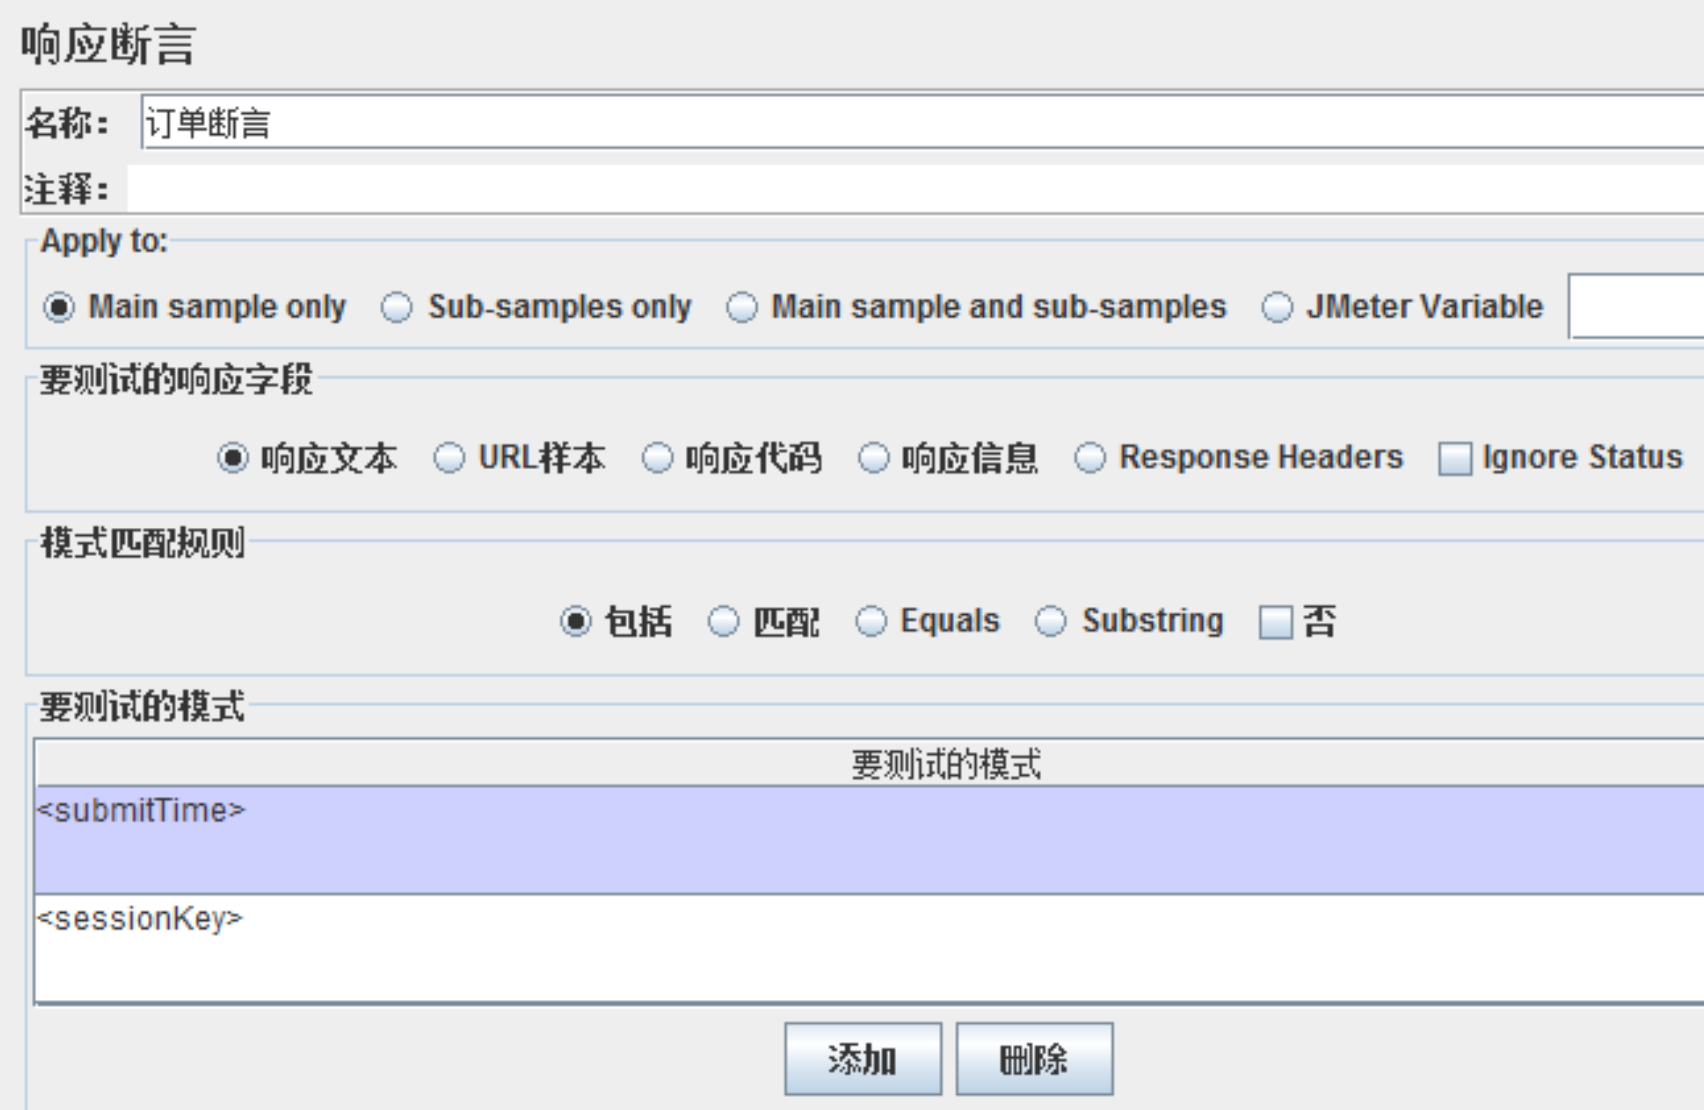 响应断言
名称： 订单断言
注释：
Apply to:
Main sample only Sub-samples only Main sample and sub-samples JMeter Variable
要测试的响应字段
响应文本 URL样本 响应代码 响应信息 Response Headers Ignore Status
模式匹配规则
包括 匹配 Equals Substring 否
要测试的模式
要测试的模式
<submitTime>
<sessionKey>
添加 删除